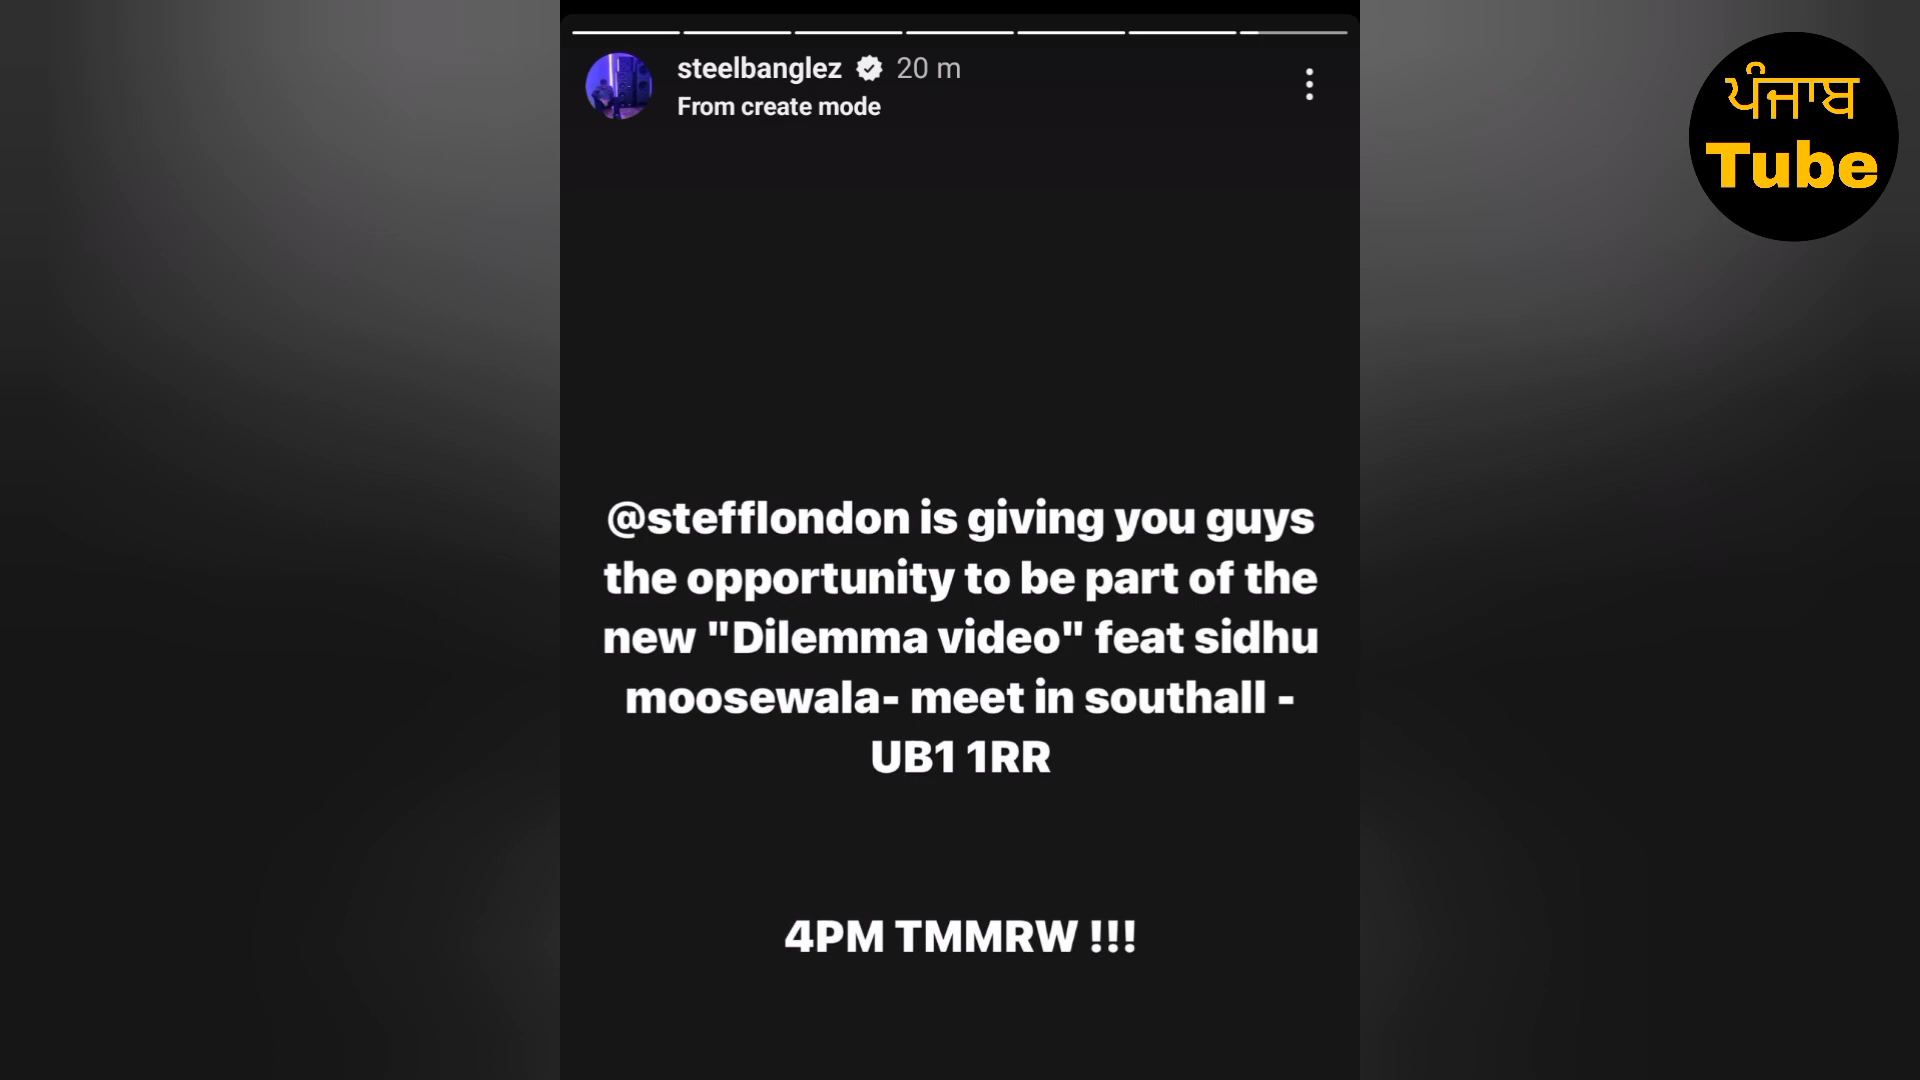 steelbanglez 20 m
From create mode
ਪੰਜਾਬ
Tube
@stefflondon is giving you guys
the opportunity to be part of the
new "Dilemma video" feat sidhu
moosewala- meet in southall -
UB1 1RR
4PM TMMRW !!!